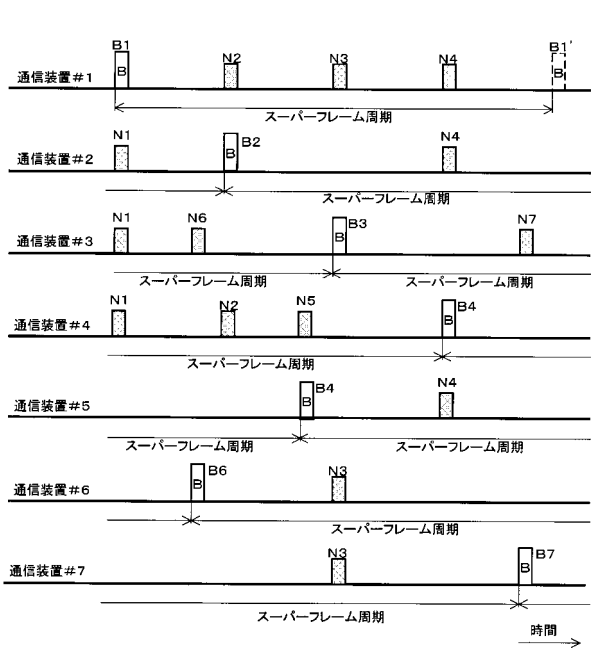 B1 N2 N3 N4 B1'
通信装置#1 B B
スーパーフレーム周期
N1 B2 N4
通信装置#2 B
スーパーフレーム周期
N1 N6 B3 N7
通信装置#3 B
スーパーフレーム周期 スーパーフレーム周期
N1 N2 N5 B4
通信装置#4 B
スーパーフレーム周期
B4 N4
通信装置#5 B
スーパーフレーム周期 スーパーフレーム周期
B6 N3
通信装置#6 B
スーパーフレーム周期
N3 B7
通信装置#7 B
スーパーフレーム周期
時間